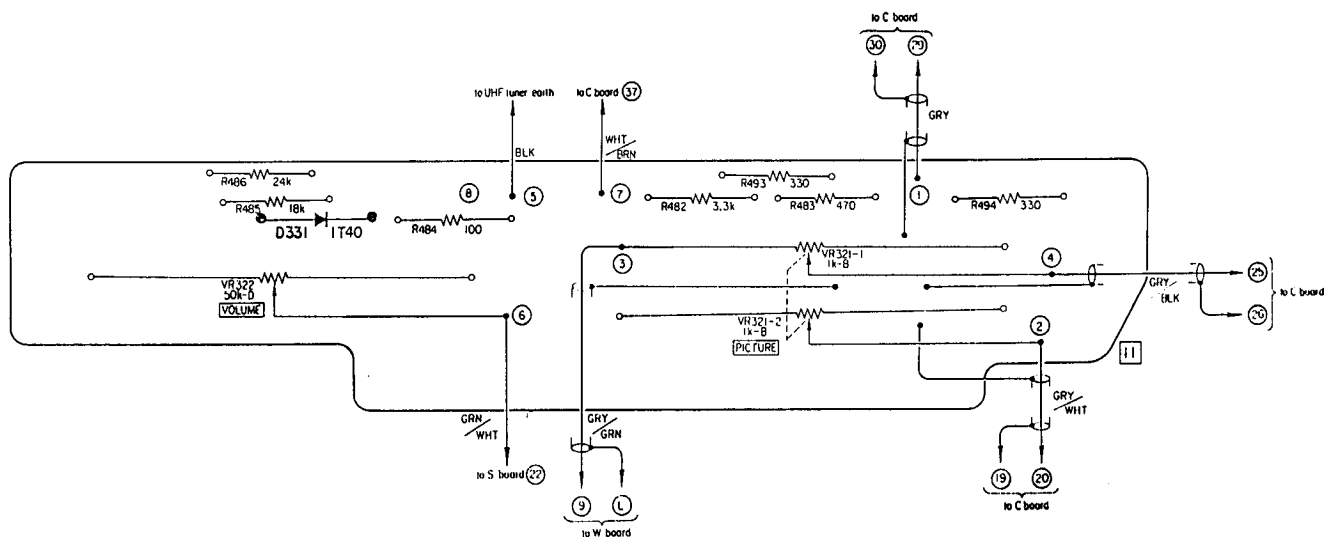 to C board
30 29
GRY
to UHF tuner earth
to C board 37
BLK
WHT/BRN
R486 24k
R485 18k
D331 1T40
8
5
7
R484 100
R493 330
R482 3.3k
R483 470
1
R494 330
VR322
50k-D
VOLUME
3
VR321-1
1k-B
4
GRY/BLK
25
26
to C board
6
VR321-2
1k-B
PICTURE
2
11
GRN/WHT
GRY/GRN
GRY/WHT
to S board 22
9 L
to W board
19 20
to C board